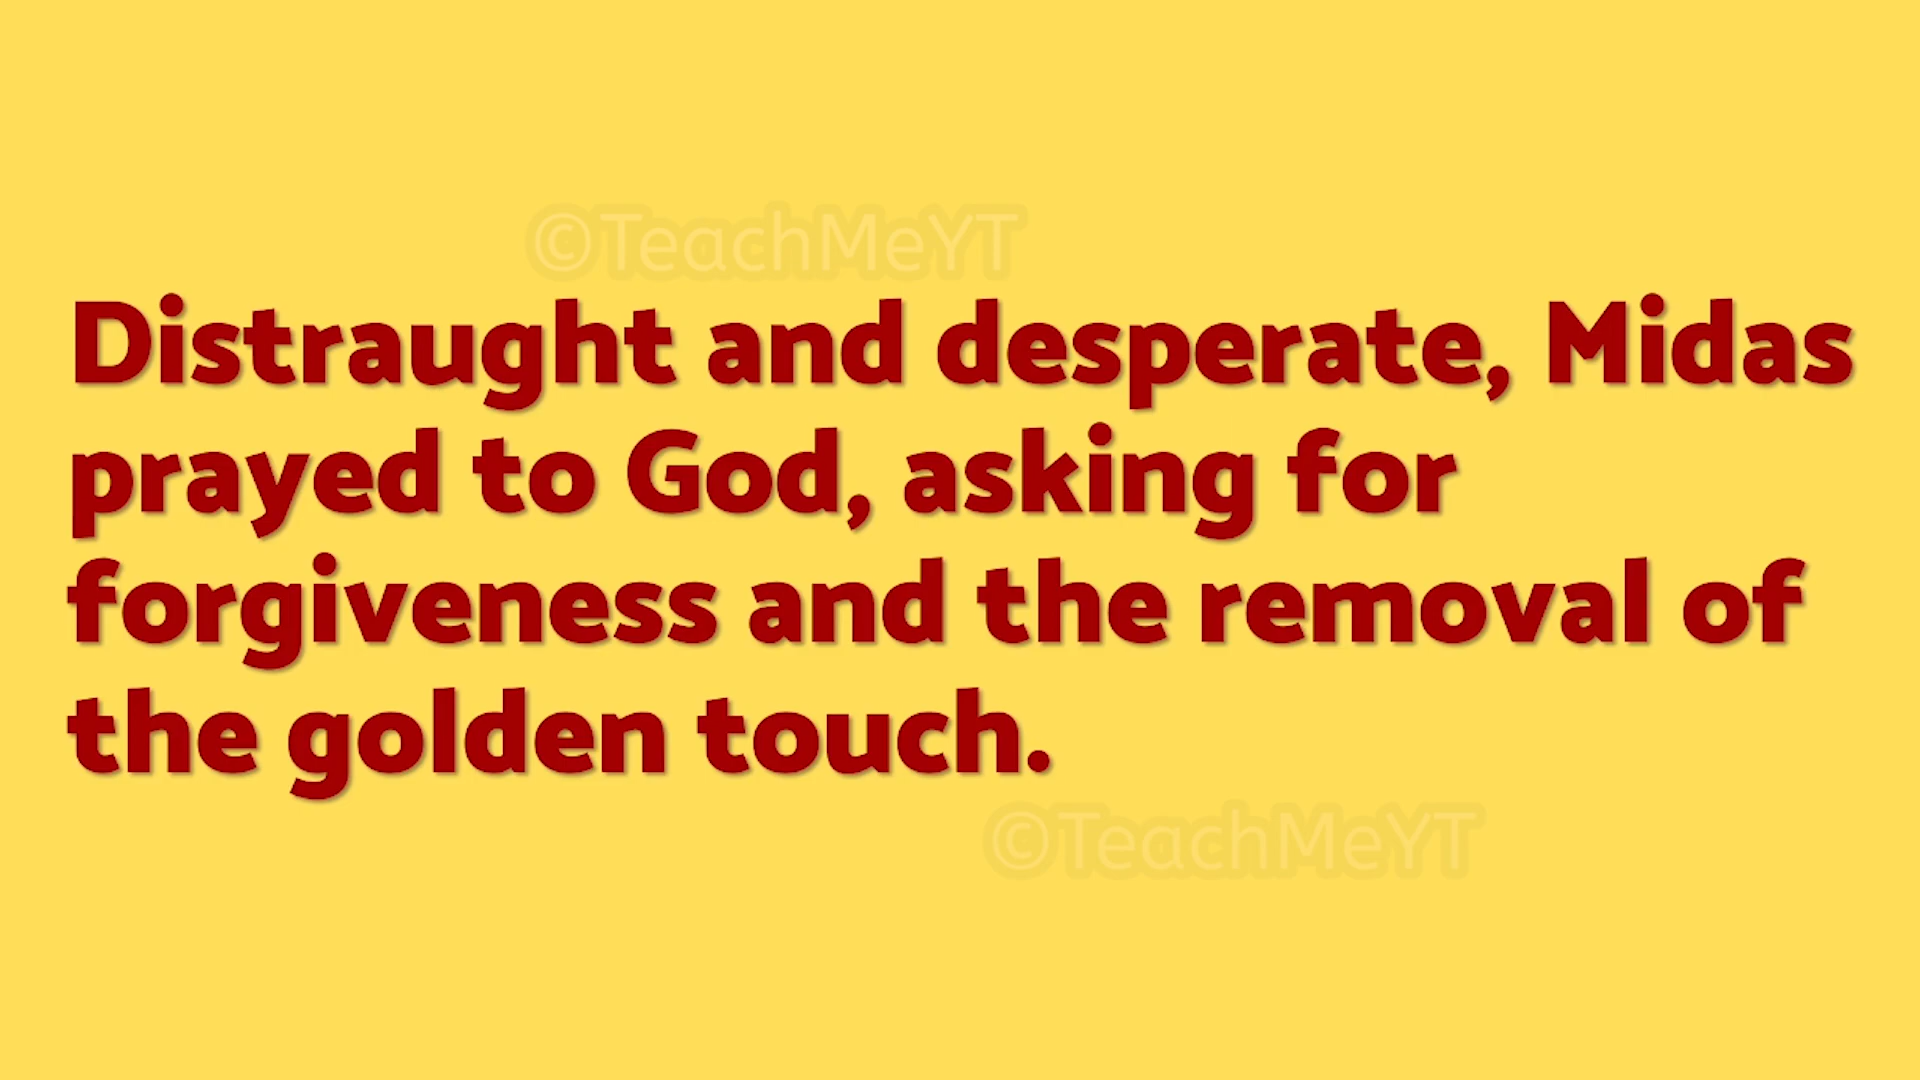 ©TeachMeYT
Distraught and desperate, Midas
prayed to God, asking for
forgiveness and the removal of
the golden touch.
©TeachMeYT